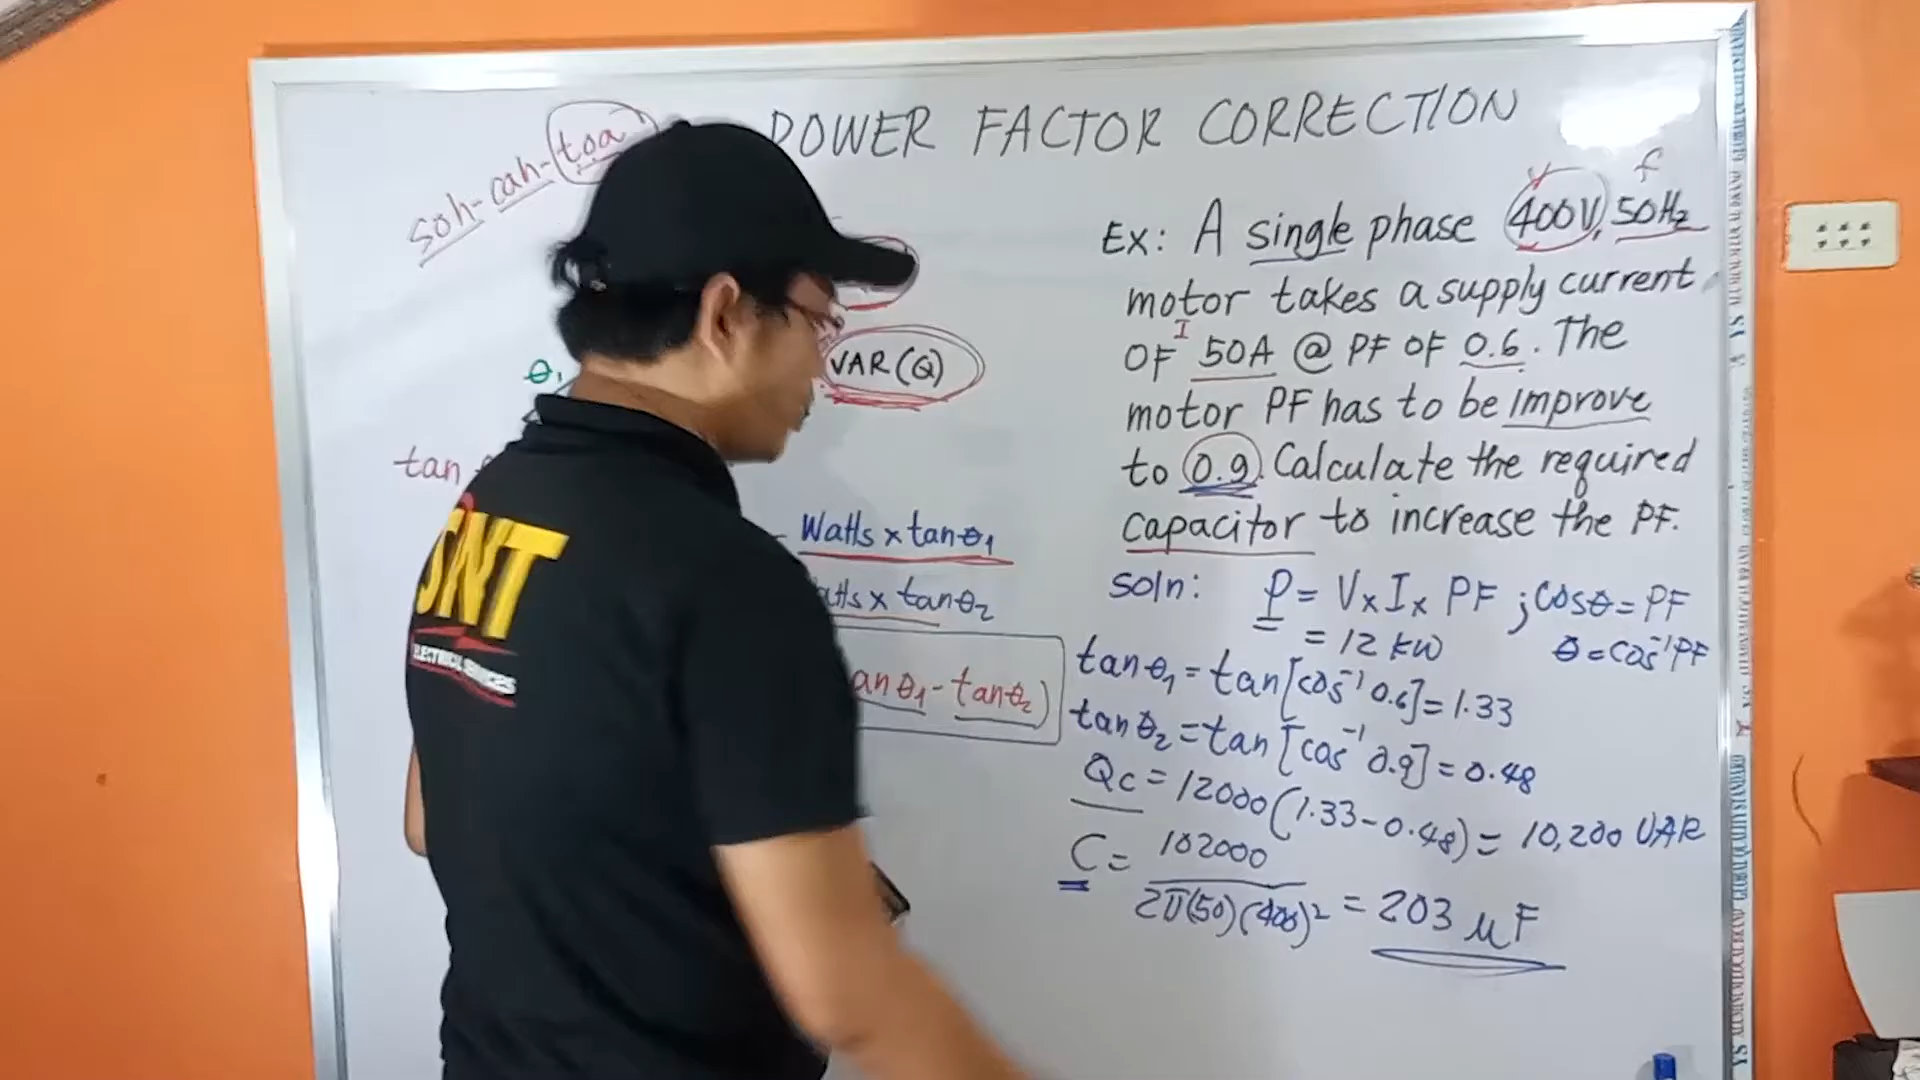 POWER FACTOR CORRECTION
soh-cah-toa
VAR(Q)
θ1
tan
Watts x tanθ1
atts x tanθ2
anθ1 - tanθ2)
V
f
Ex: A single phase 400V, 50Hz
motor takes a supply current
I
OF 50A @ PF OF 0.6. The
motor PF has to be improve
to 0.9. Calculate the required
capacitor to increase the PF.
soln: P = V x I x PF ; cosθ = PF
= 12 kW θ = cos⁻¹PF
tanθ1 = tan[cos⁻¹ 0.6] = 1.33
tanθ2 = tan[cos⁻¹ 0.9] = 0.48
Qc = 12000(1.33-0.48) = 10,200 VAR
C = 102000
2π(50)(400)² = 203 μF
SNT
ELECTRICAL SERVICES